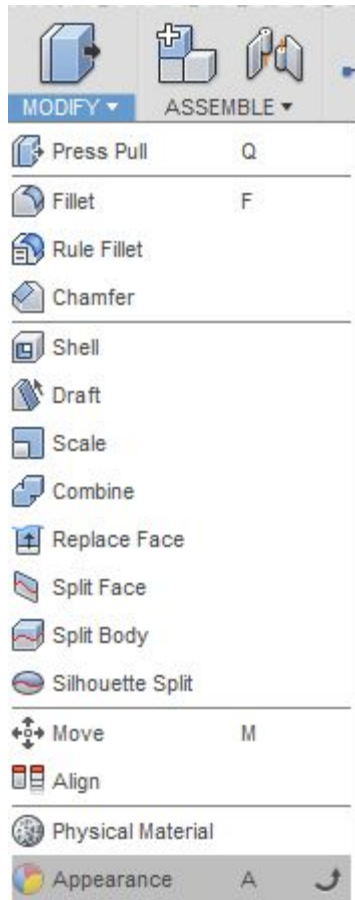 MODIFY ▾ ASSEMBLE ▾
Press Pull Q
Fillet F
Rule Fillet
Chamfer
Shell
Draft
Scale
Combine
Replace Face
Split Face
Split Body
Silhouette Split
Move M
Align
Physical Material
Appearance A